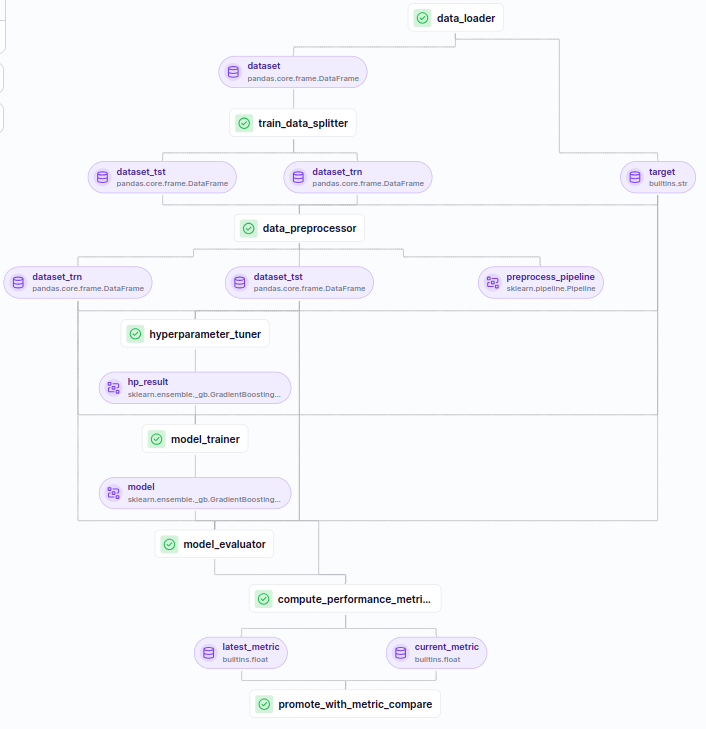 data_loader
dataset
pandas.core.frame.DataFrame
train_data_splitter
dataset_tst
pandas.core.frame.DataFrame
dataset_trn
pandas.core.frame.DataFrame
target
builtins.str
data_preprocessor
dataset_trn
pandas.core.frame.DataFrame
dataset_tst
pandas.core.frame.DataFrame
preprocess_pipeline
sklearn.pipeline.Pipeline
hyperparameter_tuner
hp_result
sklearn.ensemble._gb.GradientBoosting...
model_trainer
model
sklearn.ensemble._gb.GradientBoosting...
model_evaluator
compute_performance_metri...
latest_metric
builtins.float
current_metric
builtins.float
promote_with_metric_compare